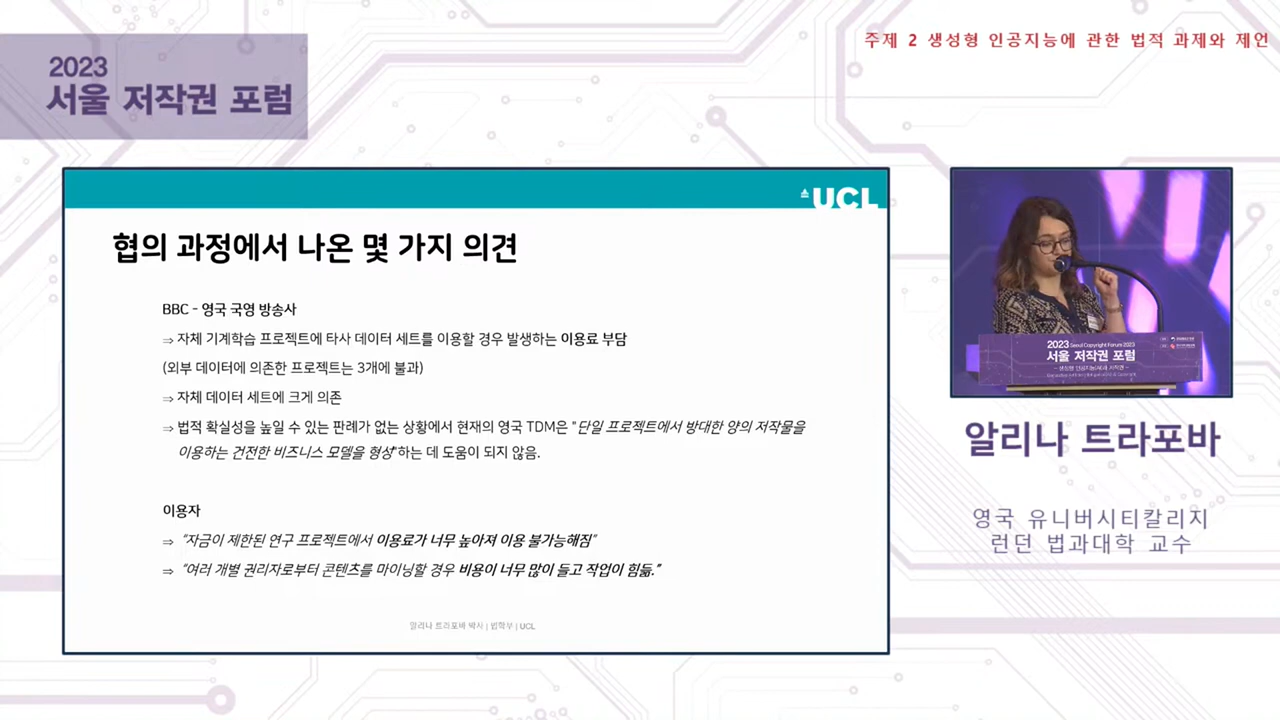 주제 2 생성형 인공지능에 관한 법적 과제와 제언
2023
서울 저작권 포럼
UCL
협의 과정에서 나온 몇 가지 의견
BBC - 영국 국영 방송사
⇒ 자체 기계학습 프로젝트에 타사 데이터 세트를 이용할 경우 발생하는 이용료 부담
(외부 데이터에 의존한 프로젝트는 3개에 불과)
⇒ 자체 데이터 세트에 크게 의존
⇒ 법적 확실성을 높일 수 있는 판례가 없는 상황에서 현재의 영국 TDM은 "단일 프로젝트에서 방대한 양의 저작물을
이용하는 건전한 비즈니스 모델을 형성"하는 데 도움이 되지 않음.
이용자
⇒ "자금이 제한된 연구 프로젝트에서 이용료가 너무 높아져 이용 불가능해짐"
⇒ "여러 개별 권리자로부터 콘텐츠를 마이닝할 경우 비용이 너무 많이 들고 작업이 힘듦."
알리나 트라포바 박사 | 법학부 | UCL
2023 Seoul Copyright Forum 2023
서울 저작권 포럼
알리나 트라포바
영국 유니버시티칼리지
런던 법과대학 교수